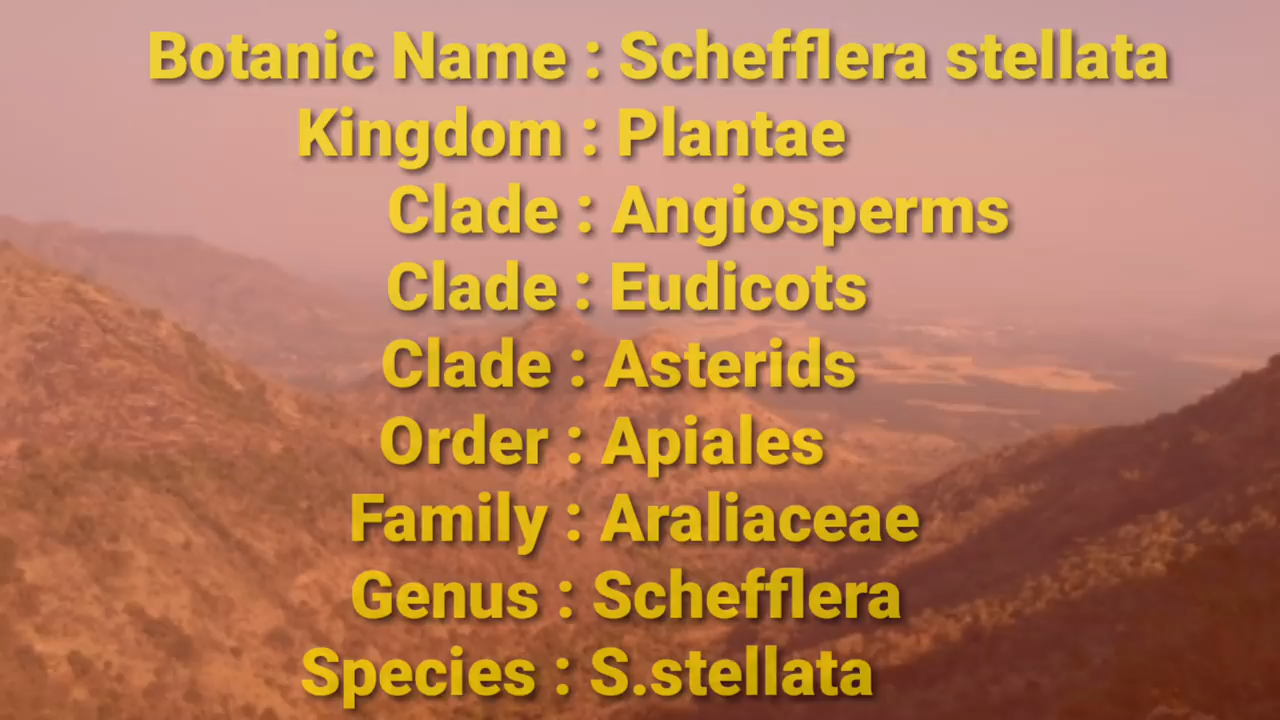 Botanic Name : Schefflera stellata
Kingdom : Plantae
Clade : Angiosperms
Clade : Eudicots
Clade : Asterids
Order : Apiales
Family : Araliaceae
Genus : Schefflera
Species : S.stellata